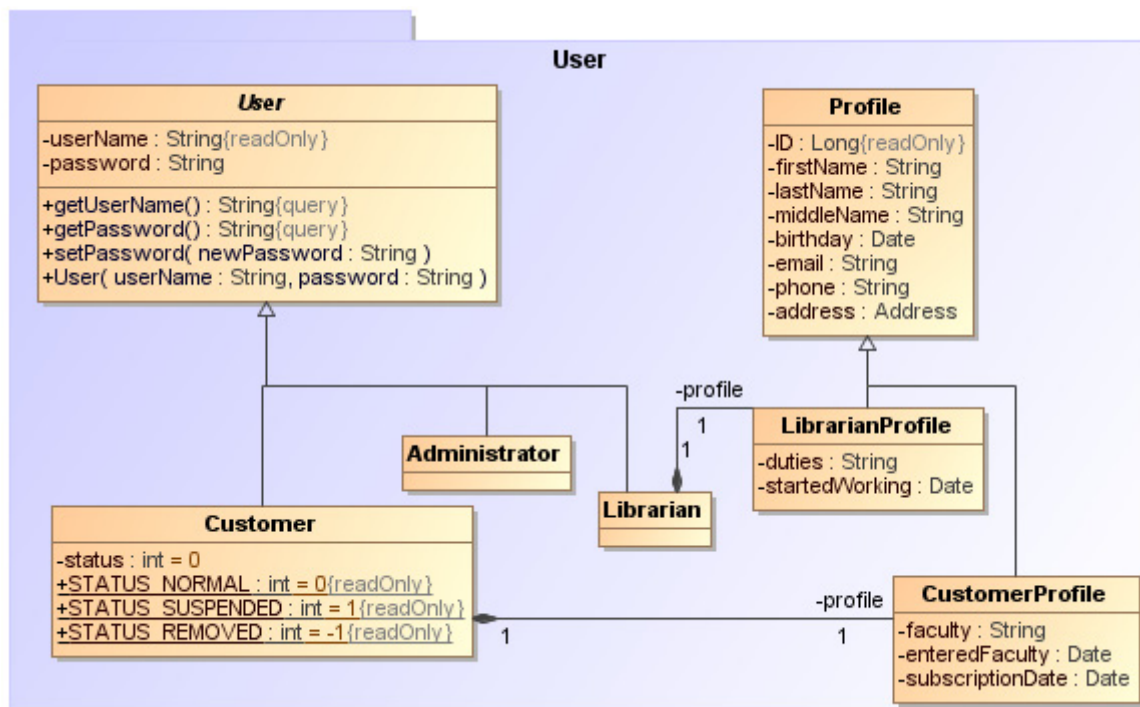 User
User
-userName : String{readOnly}
-password : String
+getUserName() : String{query}
+getPassword() : String{query}
+setPassword( newPassword : String )
+User( userName : String, password : String )
Profile
-ID : Long{readOnly}
-firstName : String
-lastName : String
-middleName : String
-birthday : Date
-email : String
-phone : String
-address : Address
Administrator
Librarian
-profile
1
1
LibrarianProfile
-duties : String
-startedWorking : Date
Customer
-status : int = 0
+STATUS_NORMAL : int = 0{readOnly}
+STATUS_SUSPENDED : int = 1{readOnly}
+STATUS_REMOVED : int = -1{readOnly}
1
-profile
1
CustomerProfile
-faculty : String
-enteredFaculty : Date
-subscriptionDate : Date